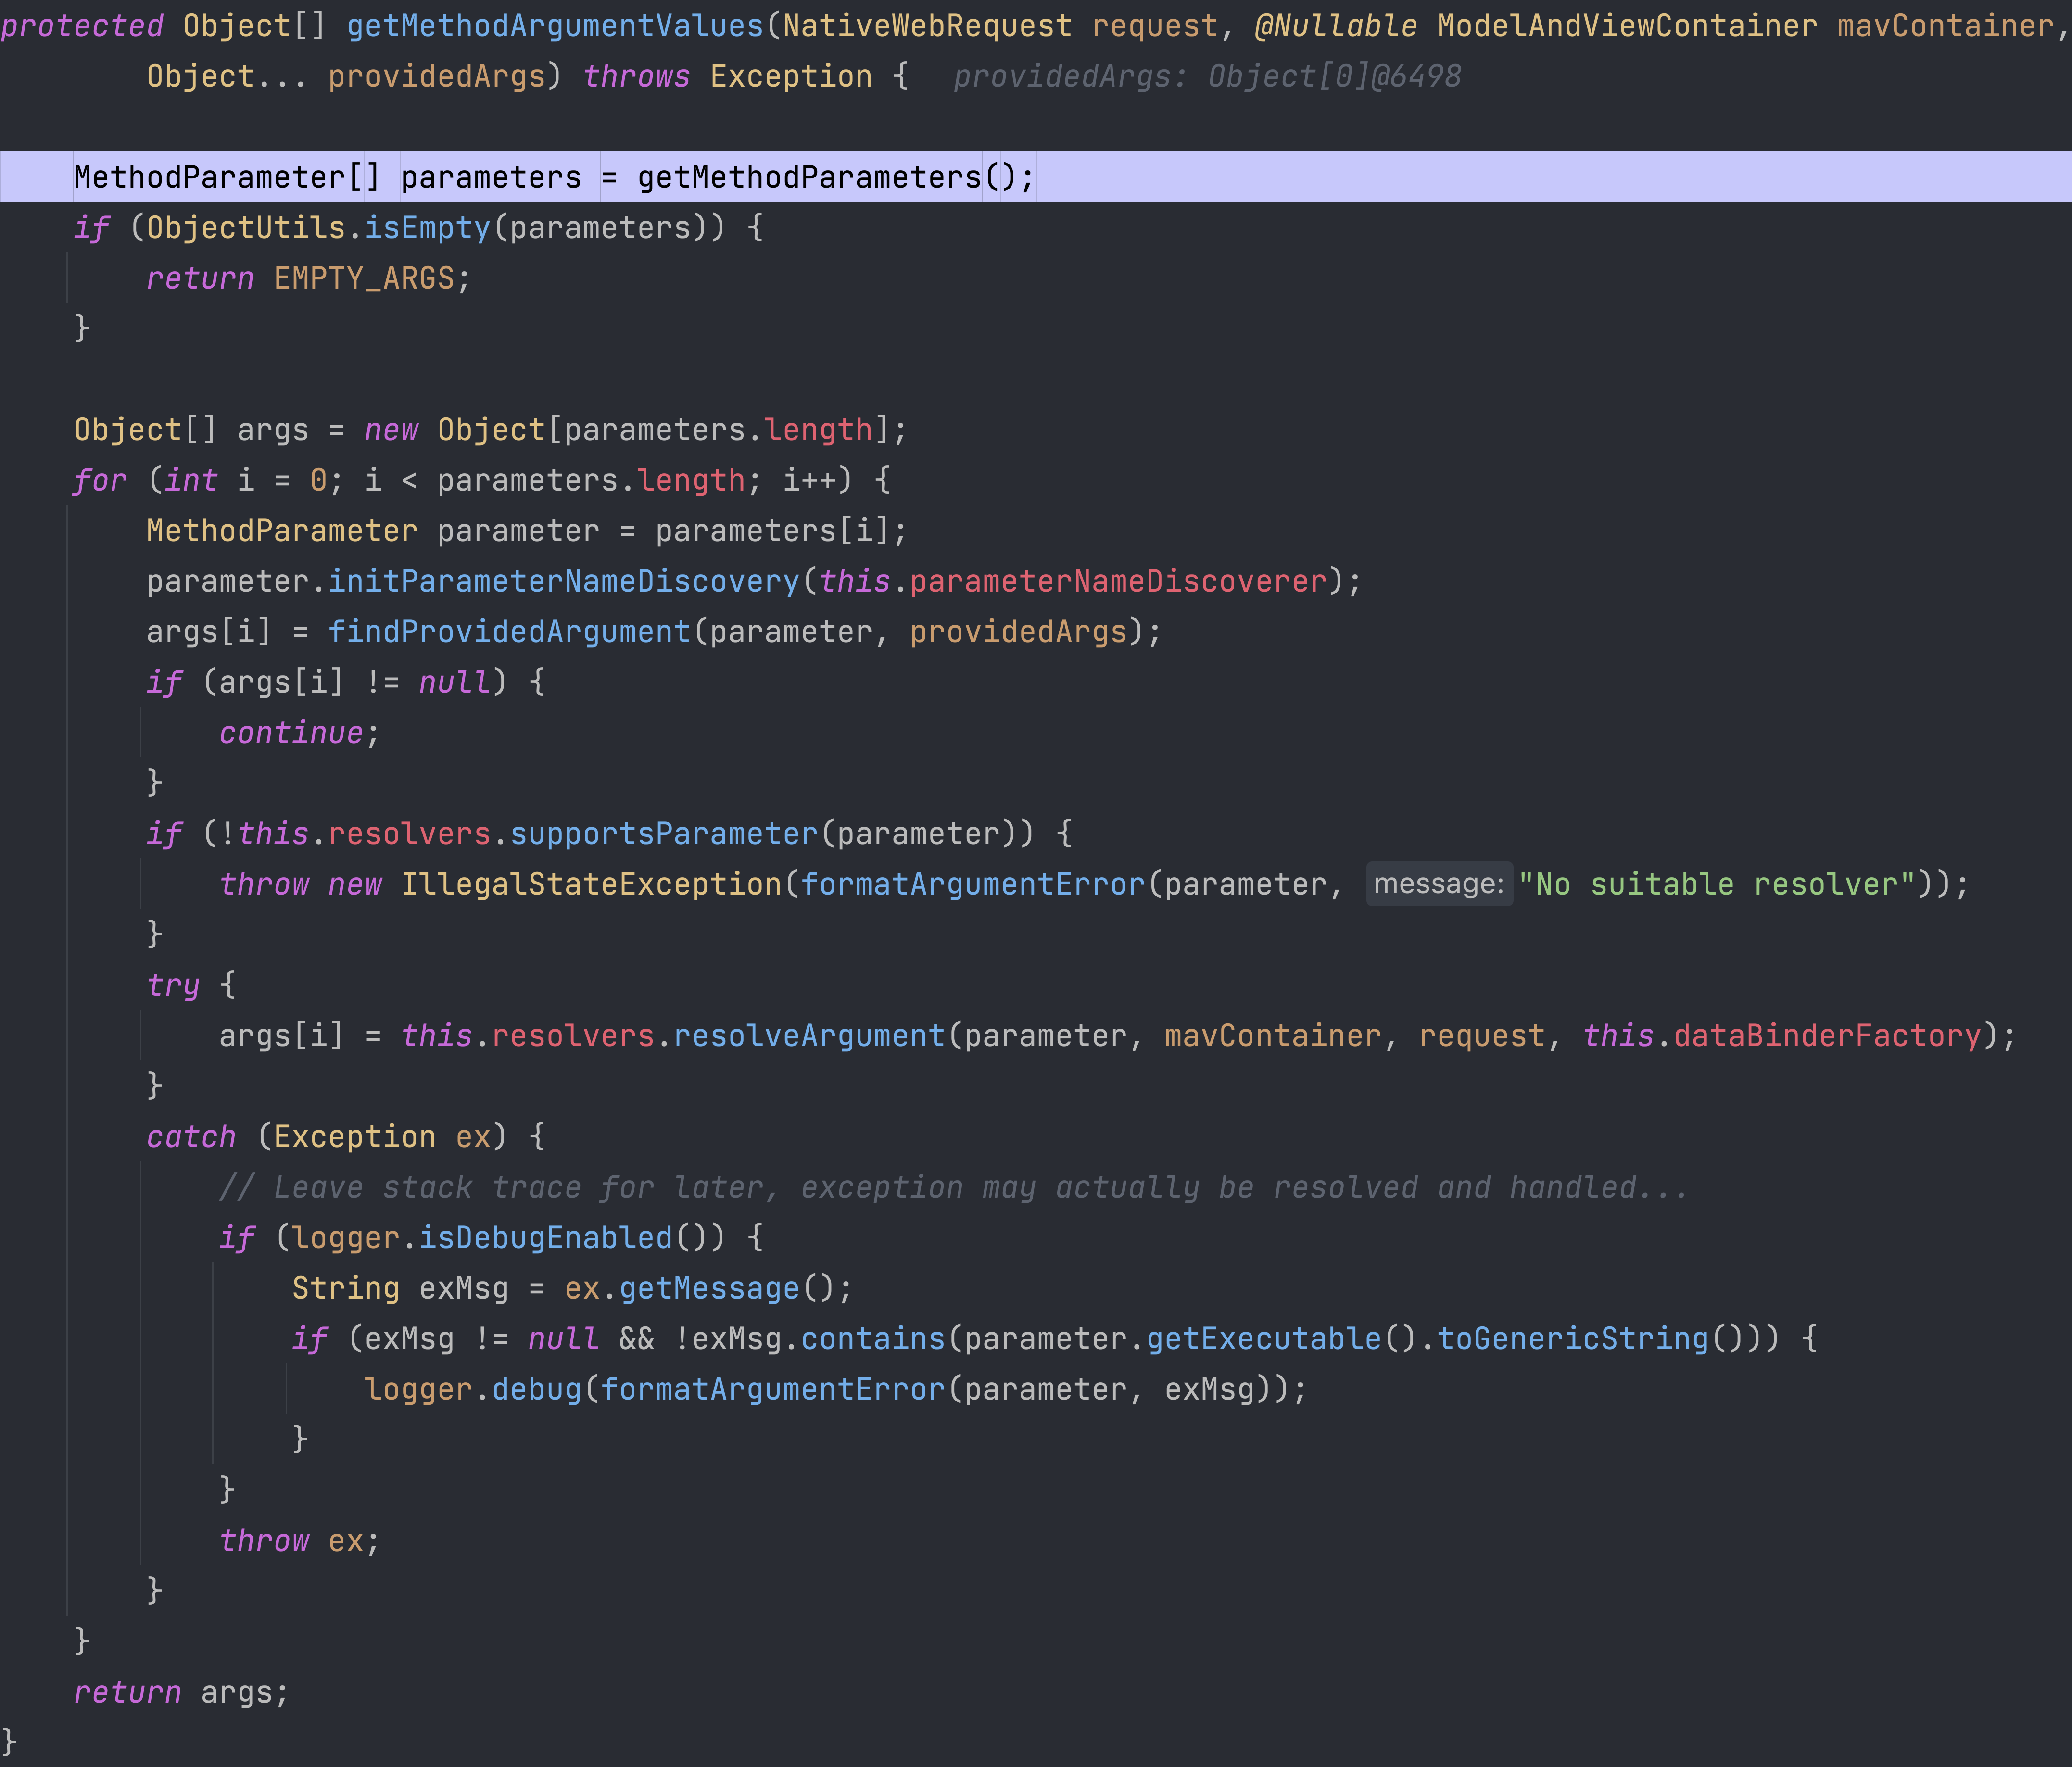 protected Object[] getMethodArgumentValues(NativeWebRequest request, @Nullable ModelAndViewContainer mavContainer,
        Object... providedArgs) throws Exception {   providedArgs: Object[0]@6498

    MethodParameter[] parameters = getMethodParameters();
    if (ObjectUtils.isEmpty(parameters)) {
        return EMPTY_ARGS;
    }

    Object[] args = new Object[parameters.length];
    for (int i = 0; i < parameters.length; i++) {
        MethodParameter parameter = parameters[i];
        parameter.initParameterNameDiscovery(this.parameterNameDiscoverer);
        args[i] = findProvidedArgument(parameter, providedArgs);
        if (args[i] != null) {
            continue;
        }
        if (!this.resolvers.supportsParameter(parameter)) {
            throw new IllegalStateException(formatArgumentError(parameter, message: "No suitable resolver"));
        }
        try {
            args[i] = this.resolvers.resolveArgument(parameter, mavContainer, request, this.dataBinderFactory);
        }
        catch (Exception ex) {
            // Leave stack trace for later, exception may actually be resolved and handled...
            if (logger.isDebugEnabled()) {
                String exMsg = ex.getMessage();
                if (exMsg != null && !exMsg.contains(parameter.getExecutable().toGenericString())) {
                    logger.debug(formatArgumentError(parameter, exMsg));
                }
            }
            throw ex;
        }
    }
    return args;
}